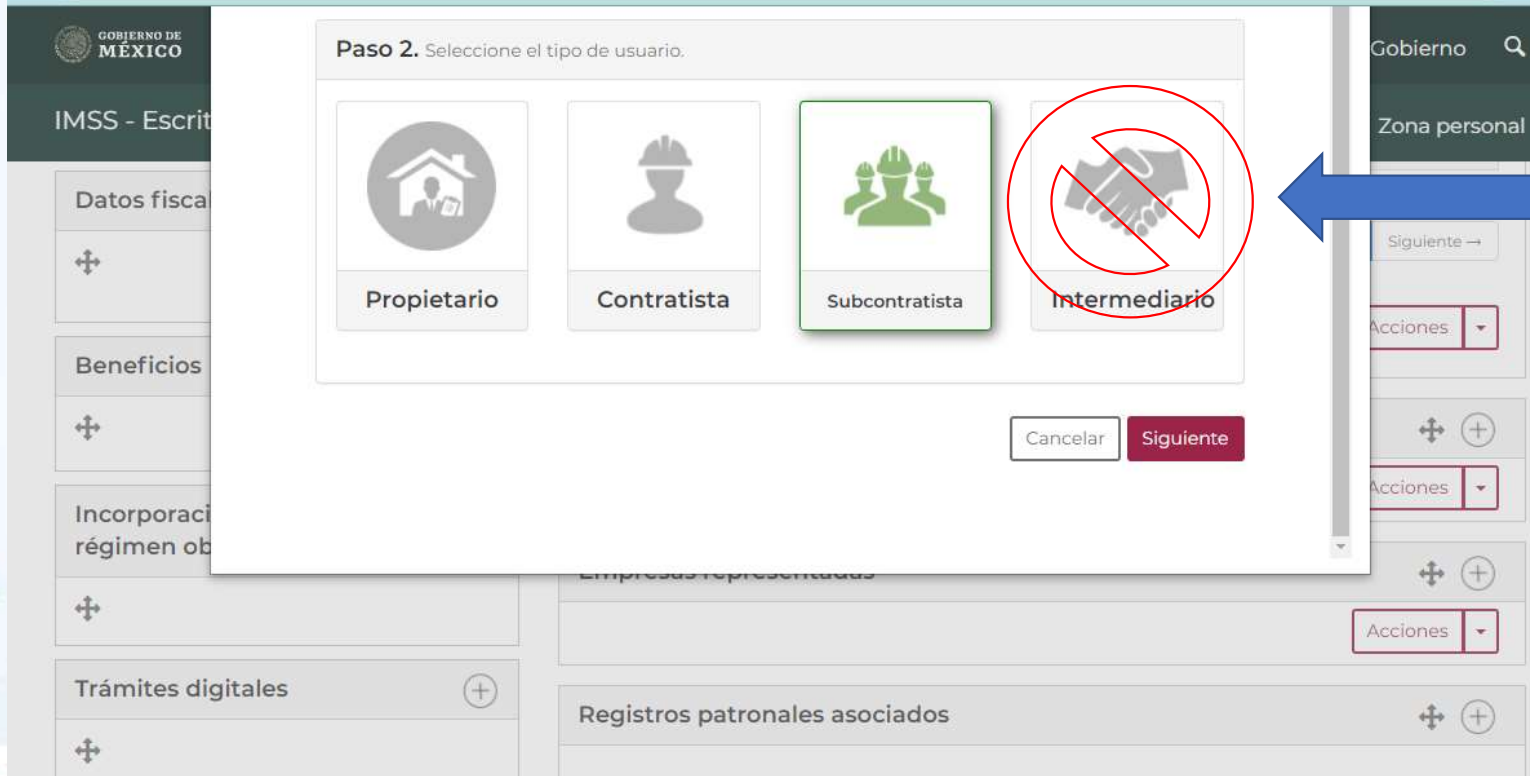 GOBIERNO DE
MÉXICO
Gobierno
IMSS - Escrit
Zona personal
Paso 2. Seleccione el tipo de usuario.
Propietario
Contratista
Subcontratista
Intermediario
Cancelar
Siguiente
Datos fiscal
Beneficios
Incorporaci
régimen ob
Trámites digitales
Siguiente →
Acciones
Acciones
Empresas representadas
Acciones
Registros patronales asociados